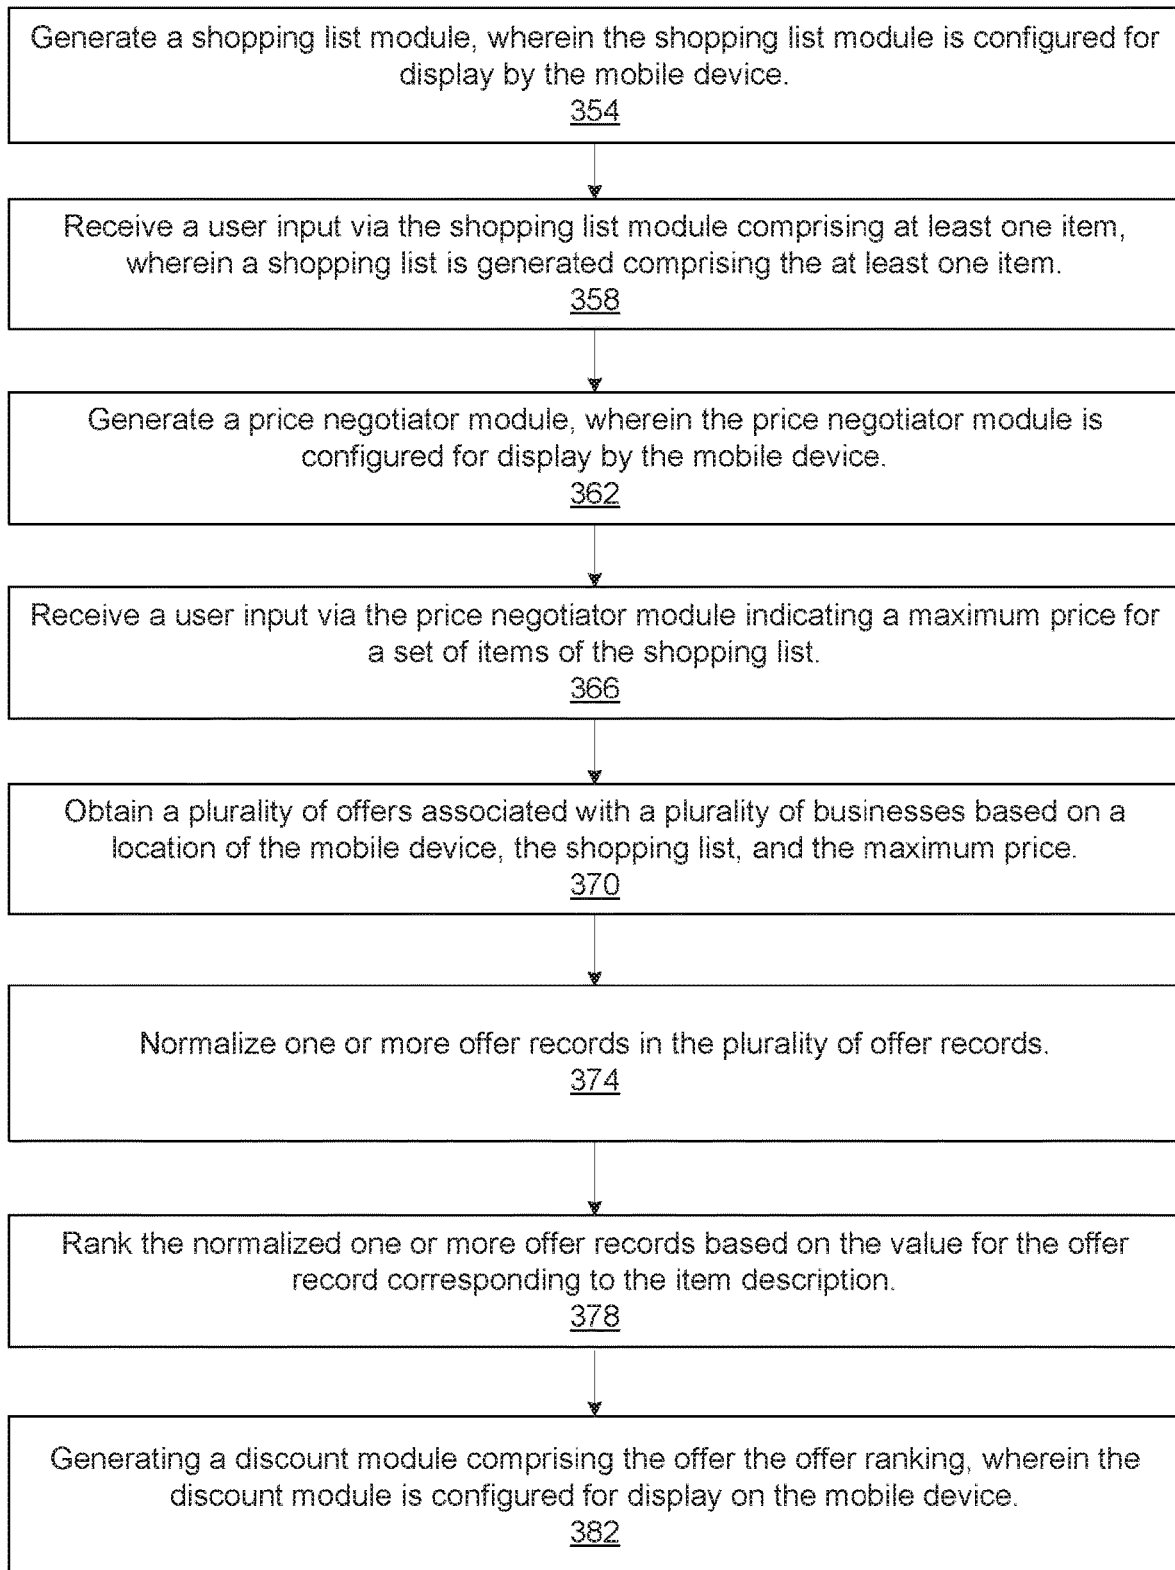 Generate a shopping list module, wherein the shopping list module is configured for
display by the mobile device.
354
Receive a user input via the shopping list module comprising at least one item,
wherein a shopping list is generated comprising the at least one item.
358
Generate a price negotiator module, wherein the price negotiator module is
configured for display by the mobile device.
362
Receive a user input via the price negotiator module indicating a maximum price for
a set of items of the shopping list.
366
Obtain a plurality of offers associated with a plurality of businesses based on a
location of the mobile device, the shopping list, and the maximum price.
370
Normalize one or more offer records in the plurality of offer records.
374
Rank the normalized one or more offer records based on the value for the offer
record corresponding to the item description.
378
Generating a discount module comprising the offer the offer ranking, wherein the
discount module is configured for display on the mobile device.
382